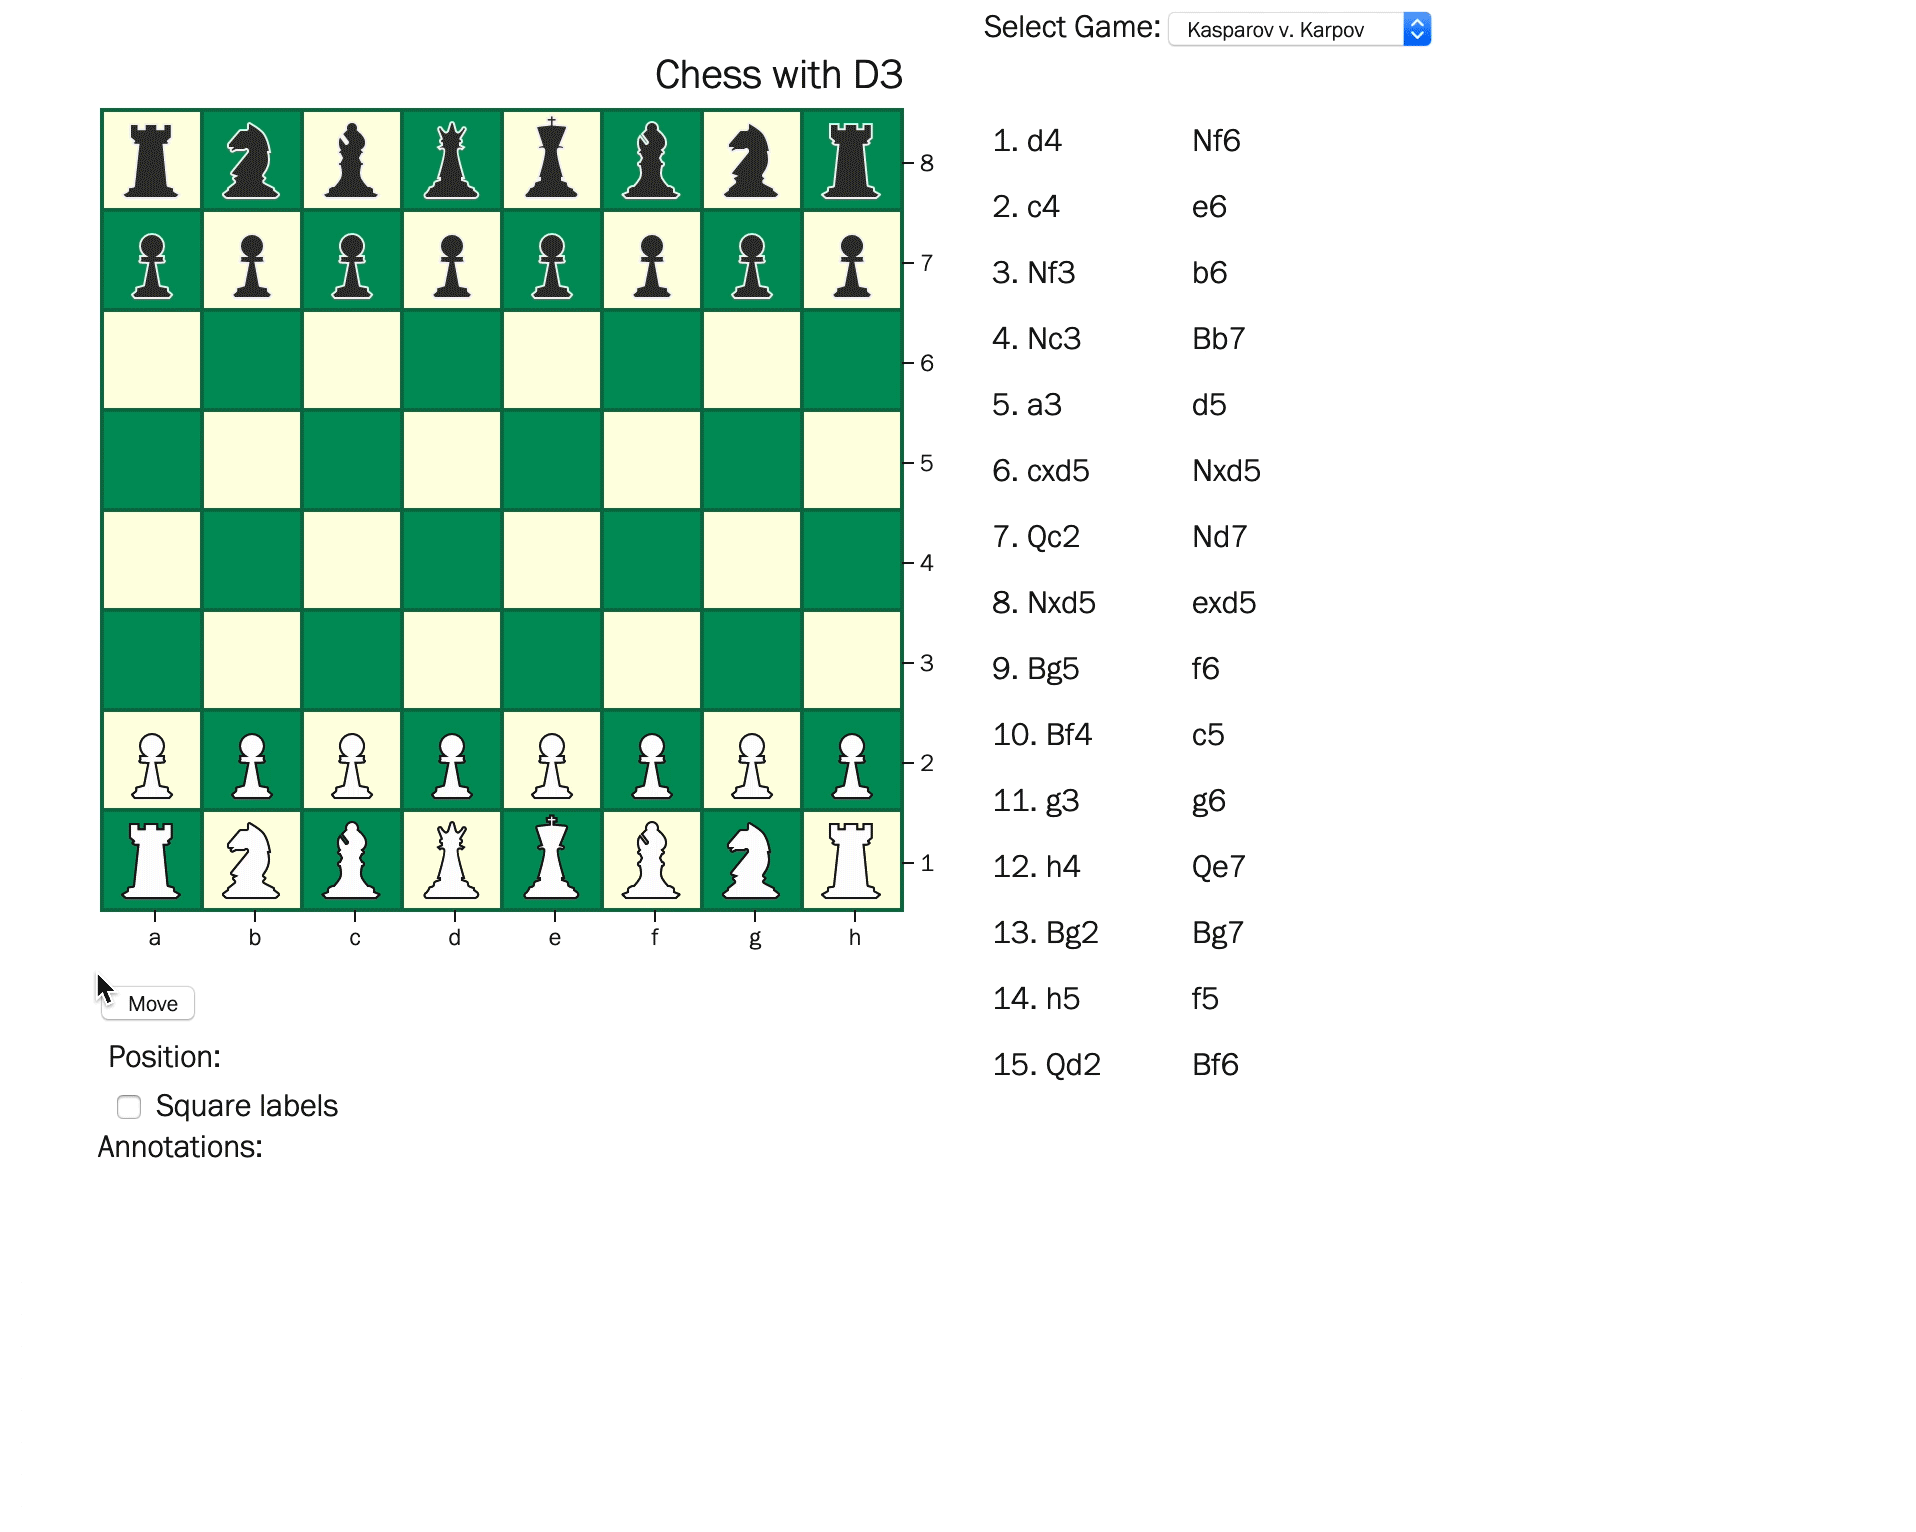 Select Game: Kasparov v. Karpov
Chess with D3
8
7
6
5
4
3
2
1
a b c d e f g h
Move
Position:
Square labels
Annotations:
1. d4 Nf6
2. c4 e6
3. Nf3 b6
4. Nc3 Bb7
5. a3 d5
6. cxd5 Nxd5
7. Qc2 Nd7
8. Nxd5 exd5
9. Bg5 f6
10. Bf4 c5
11. g3 g6
12. h4 Qe7
13. Bg2 Bg7
14. h5 f5
15. Qd2 Bf6